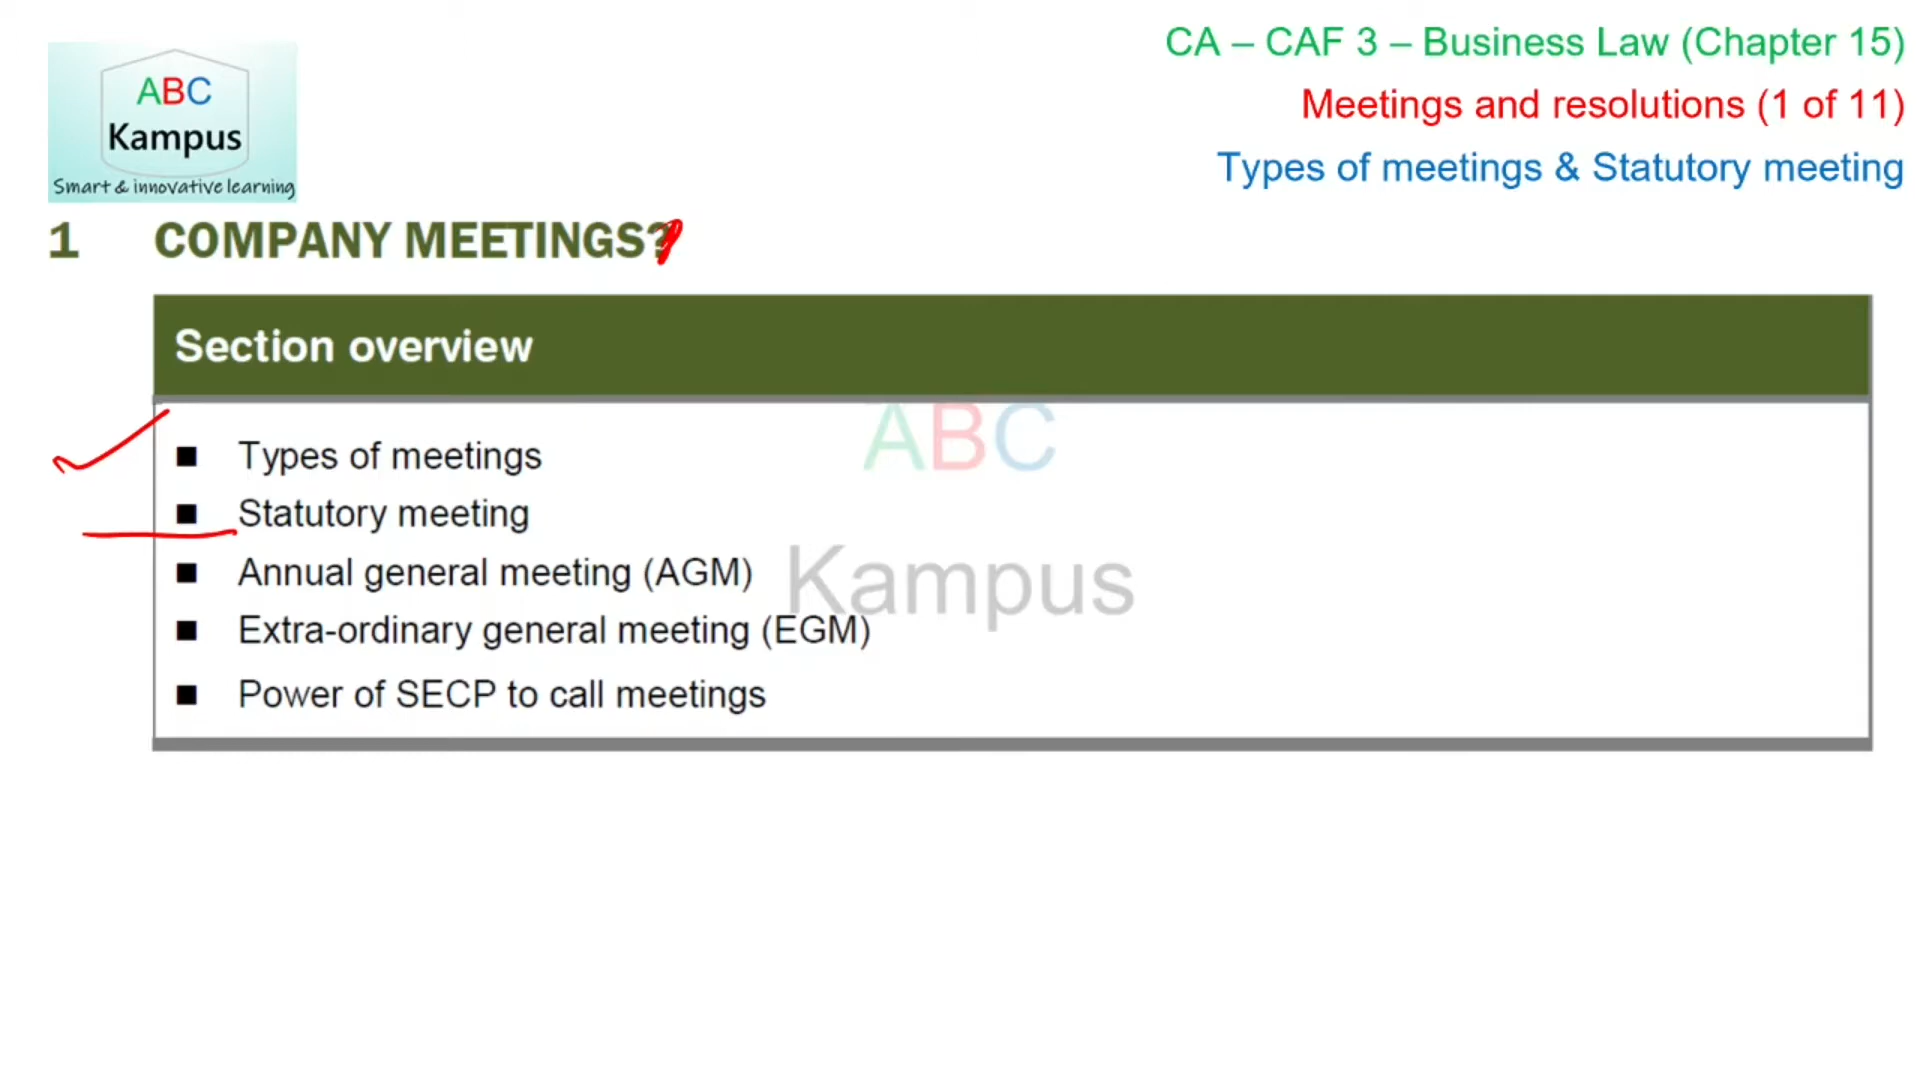 CA – CAF 3 – Business Law (Chapter 15)
Meetings and resolutions (1 of 11)
Types of meetings & Statutory meeting
ABC
Kampus
Smart & innovative learning
1 COMPANY MEETINGS?
Section overview
■ Types of meetings
■ Statutory meeting
■ Annual general meeting (AGM)
■ Extra-ordinary general meeting (EGM)
■ Power of SECP to call meetings
ABC
Kampus